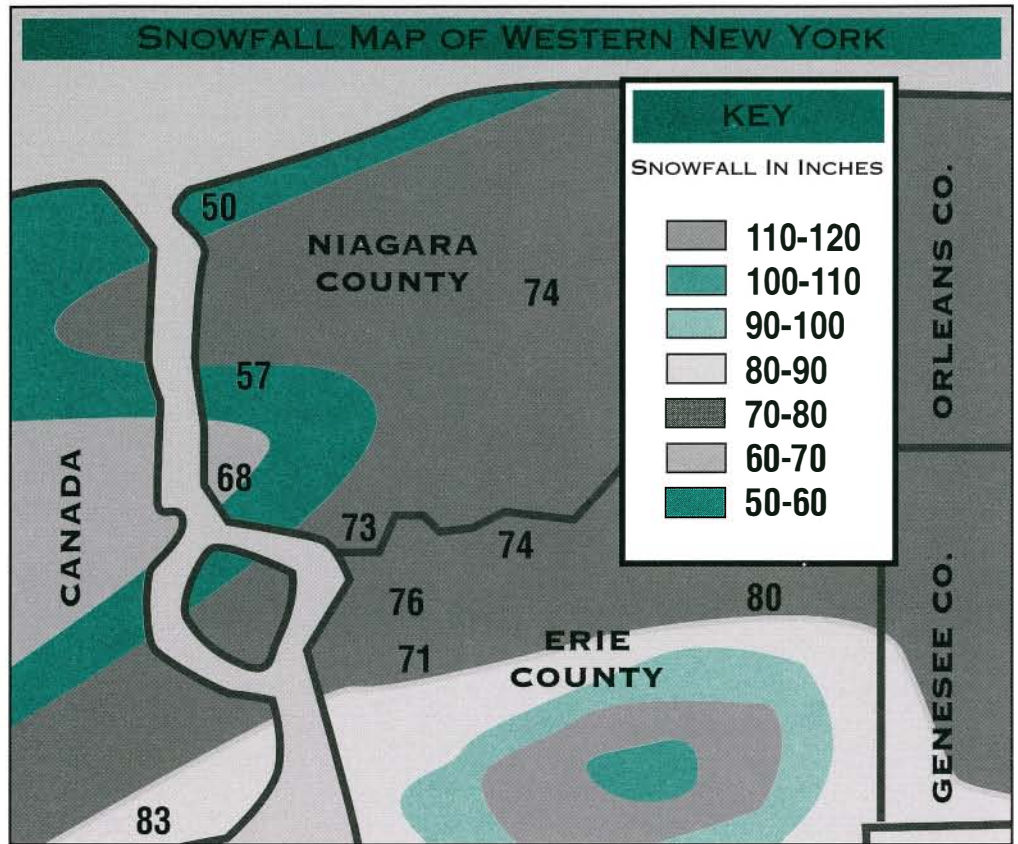 SNOWFALL MAP OF WESTERN NEW YORK
KEY
SNOWFALL IN INCHES
110-120
100-110
90-100
80-90
70-80
60-70
50-60
50
NIAGARA
COUNTY
74
57
68
73
74
76
80
71
ERIE
COUNTY
83
CANADA
ORLEANS CO.
GENESEE CO.